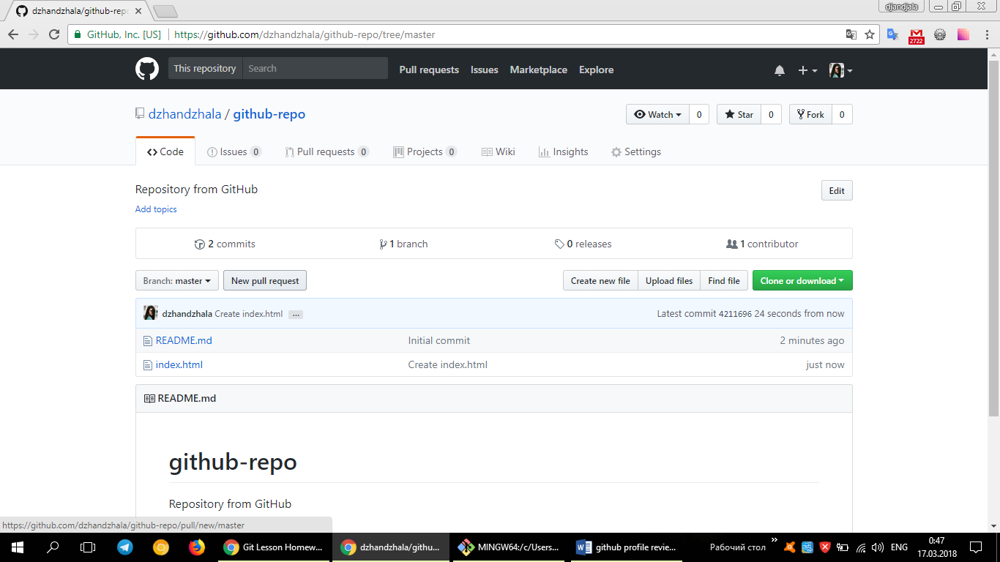 dzhandzhala/github-repo
djandjala
GitHub, Inc. [US] https://github.com/dzhandzhala/github-repo/tree/master
2722
This repository Search Pull requests Issues Marketplace Explore
dzhandzhala / github-repo
Watch 0 Star 0 Fork 0
Code Issues 0 Pull requests 0 Projects 0 Wiki Insights Settings
Repository from GitHub
Edit
Add topics
2 commits 1 branch 0 releases 1 contributor
Branch: master New pull request Create new file Upload files Find file Clone or download
dzhandzhala Create index.html ... Latest commit 4211696 24 seconds from now
README.md Initial commit 2 minutes ago
index.html Create index.html just now
README.md
github-repo
Repository from GitHub
https://github.com/dzhandzhala/github-repo/pull/new/master
Git Lesson Homew... dzhandzhala/githu... MINGW64:/c/Users... github profile revie... Рабочий стол » ENG
0:47
17.03.2018